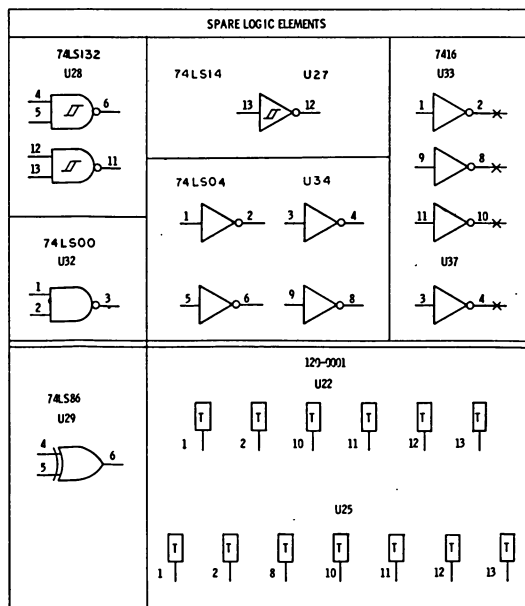 SPARE LOGIC ELEMENTS
74LS132
U28
4
5
6
12
13
11
74LS00
U32
1
2
3
74LS14
U27
13
12
74LS04
U34
1
2
3
4
5
6
9
8
7416
U33
1
2
9
8
11
10
U37
3
4
74LS86
U29
4
5
6
120-0001
U22
T T T T T T
1 2 10 11 12 13
U25
T T T T T T T
1 2 8 10 11 12 13